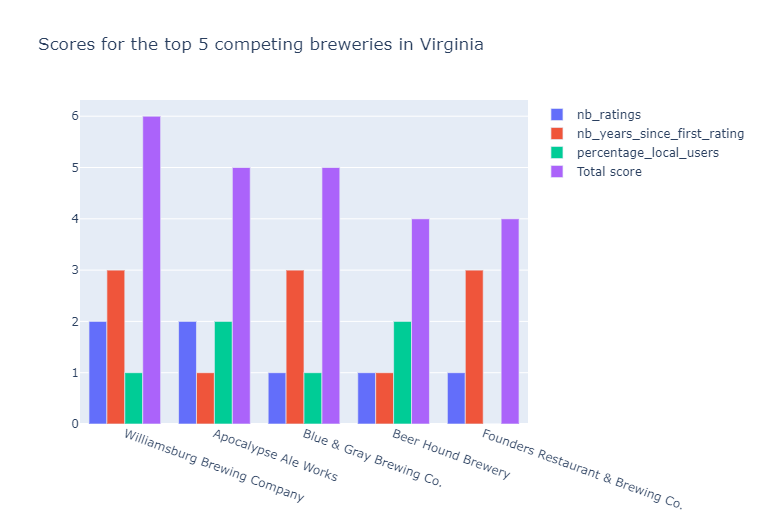 Scores for the top 5 competing breweries in Virginia
nb_ratings
nb_years_since_first_rating
percentage_local_users
Total score
6
5
4
3
2
1
0
Williamsburg Brewing Company
Apocalypse Ale Works
Blue & Gray Brewing Co.
Beer Hound Brewery
Founders Restaurant & Brewing Co.